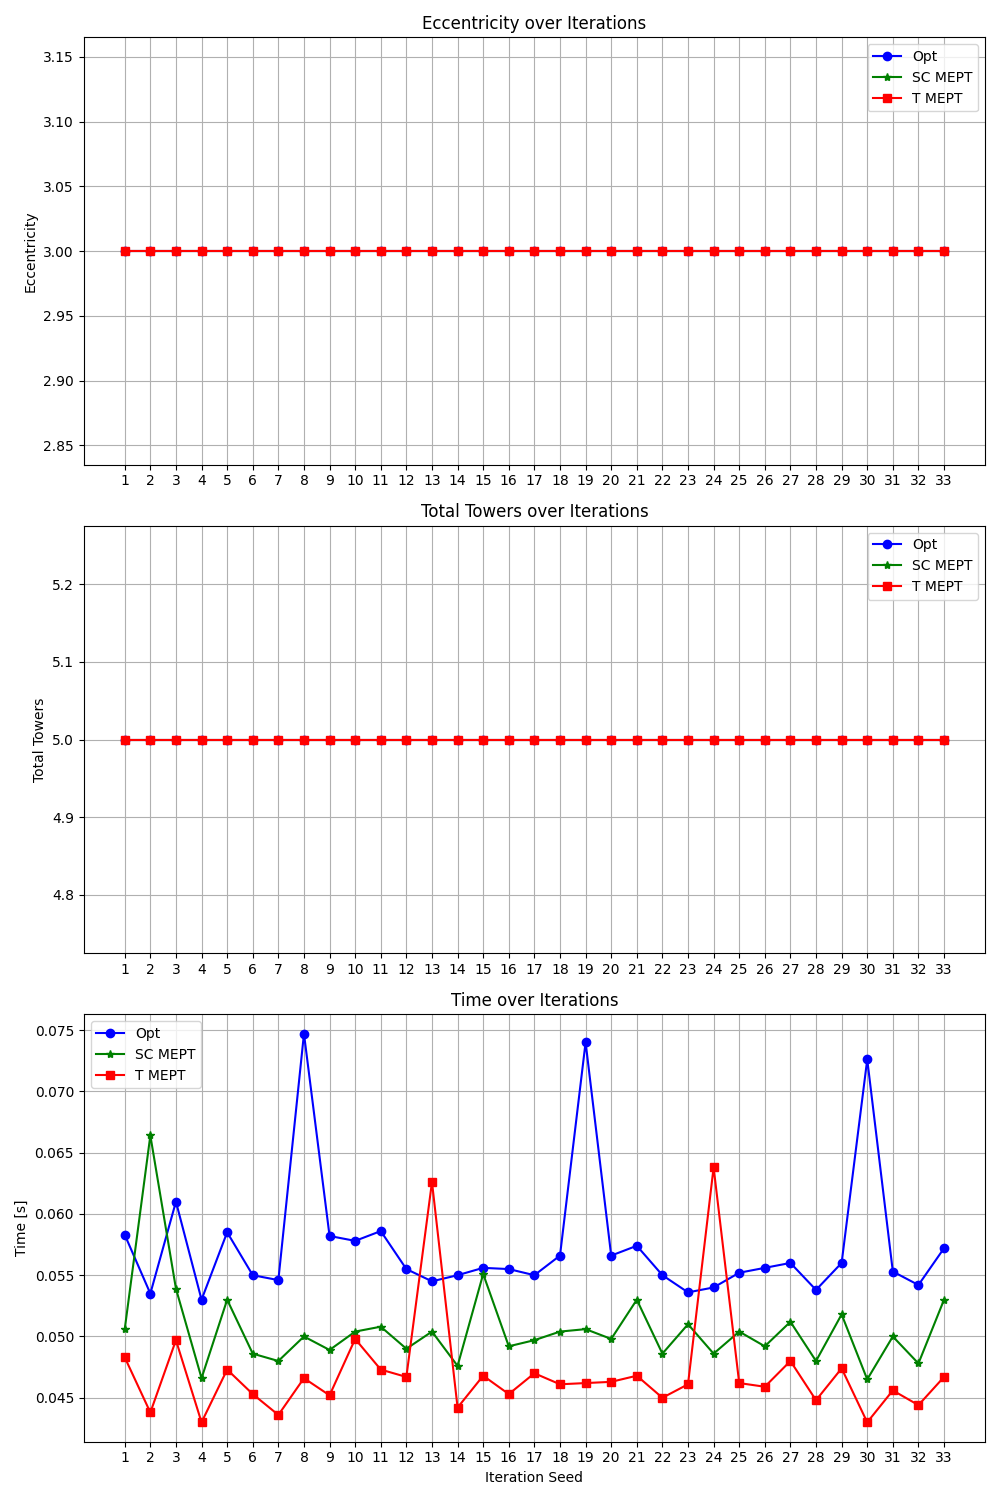 Eccentricity over Iterations
3.15
3.10
3.05
3.00
2.95
2.90
2.85
Eccentricity
Opt
SC MEPT
T MEPT
1 2 3 4 5 6 7 8 9 10 11 12 13 14 15 16 17 18 19 20 21 22 23 24 25 26 27 28 29 30 31 32 33
Total Towers over Iterations
5.2
5.1
5.0
4.9
4.8
Total Towers
Opt
SC MEPT
T MEPT
1 2 3 4 5 6 7 8 9 10 11 12 13 14 15 16 17 18 19 20 21 22 23 24 25 26 27 28 29 30 31 32 33
Time over Iterations
0.075
0.070
0.065
0.060
0.055
0.050
0.045
Time [s]
Opt
SC MEPT
T MEPT
1 2 3 4 5 6 7 8 9 10 11 12 13 14 15 16 17 18 19 20 21 22 23 24 25 26 27 28 29 30 31 32 33
Iteration Seed